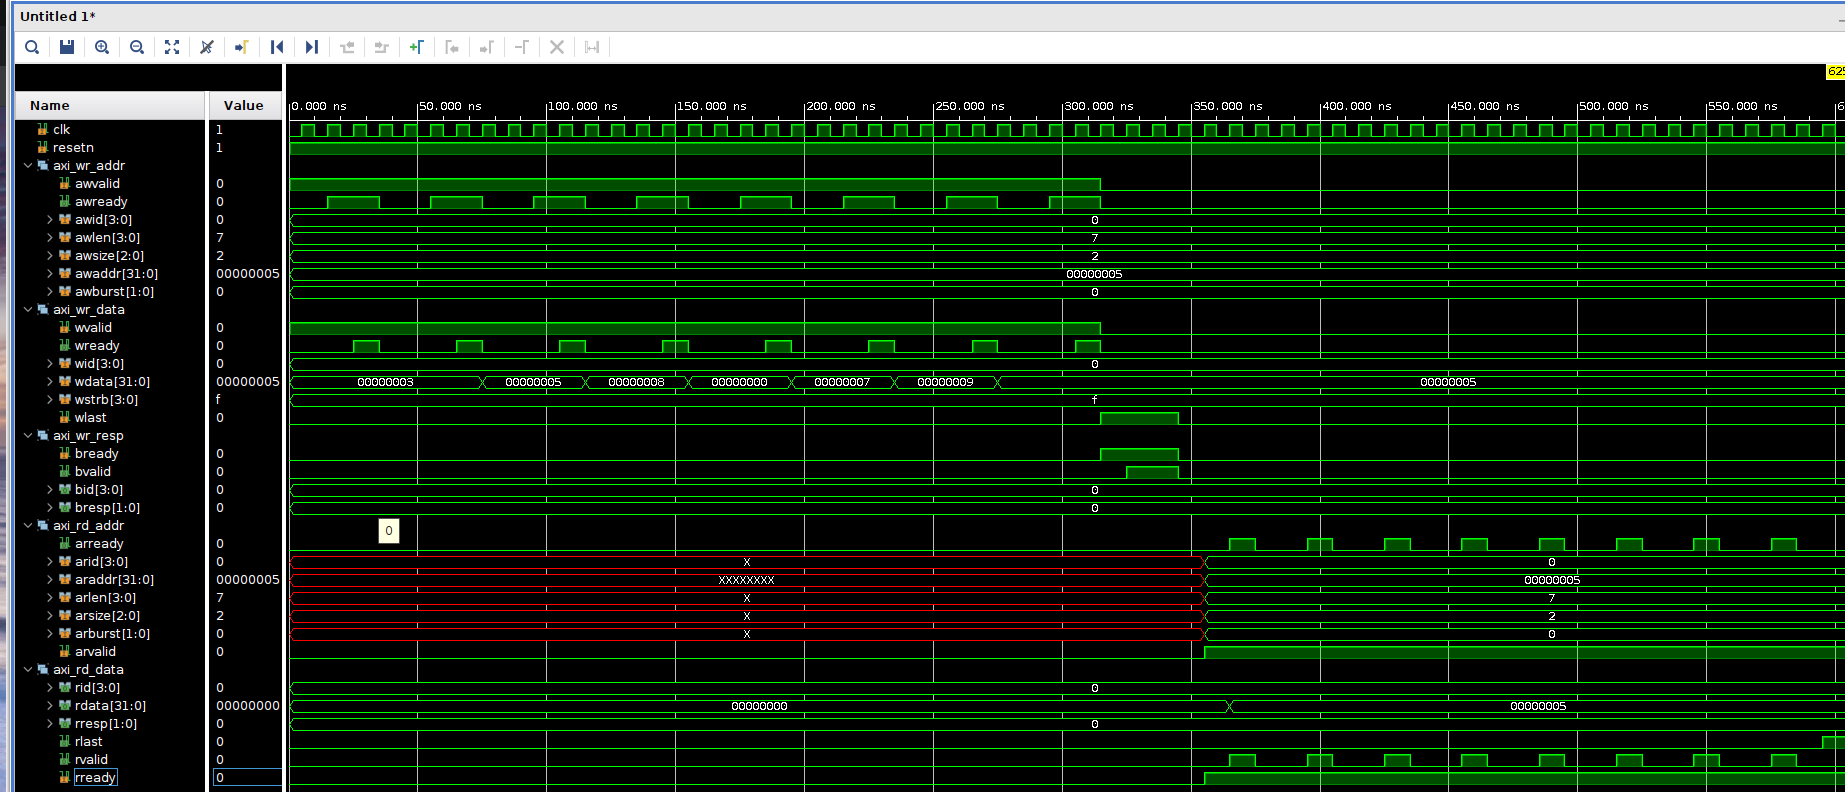 Untitled 1*
625
Name Value 0.000 ns 50.000 ns 100.000 ns 150.000 ns 200.000 ns 250.000 ns 300.000 ns 350.000 ns 400.000 ns 450.000 ns 500.000 ns 550.000 ns
clk 1
resetn 1
axi_wr_addr
awvalid 0
awready 0
awid[3:0] 0 0
awlen[3:0] 7 7
awsize[2:0] 2 2
awaddr[31:0] 00000005 00000005
awburst[1:0] 0 0
axi_wr_data
wvalid 0
wready 0
wid[3:0] 0 0
wdata[31:0] 00000005 00000003 00000005 00000008 00000000 00000007 00000009 00000005
wstrb[3:0] f f
wlast 0
axi_wr_resp
bready 0
bvalid 0
bid[3:0] 0 0
bresp[1:0] 0 0
axi_rd_addr 0
arready 0
arid[3:0] 0 X 0
araddr[31:0] 00000005 XXXXXXXX 00000005
arlen[3:0] 7 X 7
arsize[2:0] 2 X 2
arburst[1:0] 0 X 0
arvalid 0
axi_rd_data
rid[3:0] 0 0
rdata[31:0] 00000000 00000000 00000005
rresp[1:0] 0 0
rlast 0
rvalid 0
rready 0